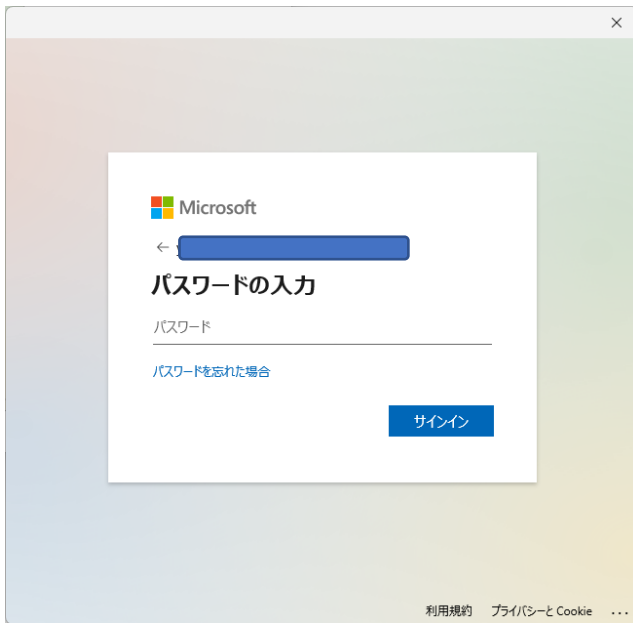 Microsoft
パスワードの入力
パスワード
パスワードを忘れた場合
サインイン
利用規約 プライバシーと Cookie ...